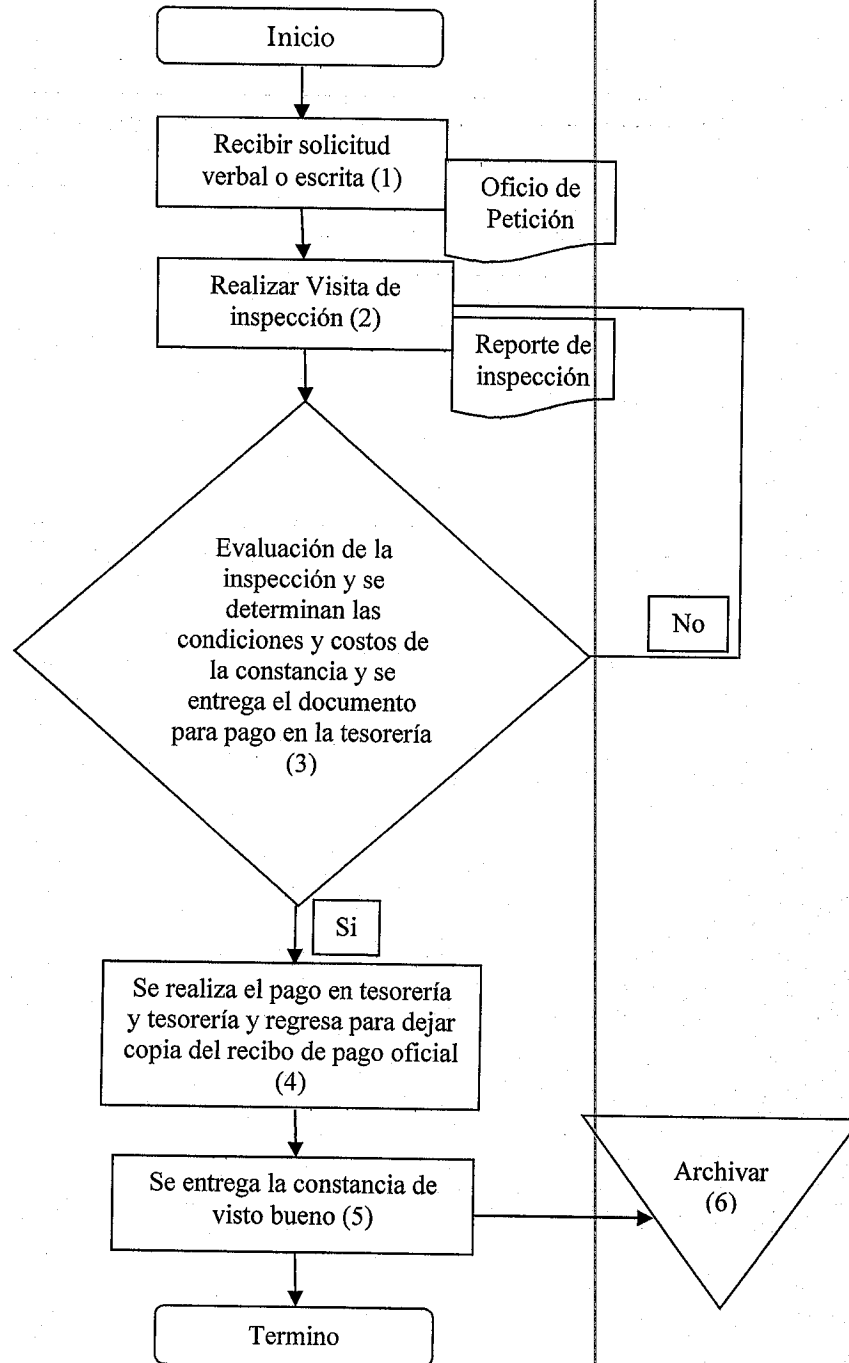 Inicio
Recibir solicitud
verbal o escrita (1)
Oficio de
Petición
Realizar Visita de
inspección (2)
Reporte de
inspección
Evaluación de la
inspección y se
determinan las
condiciones y costos de
la constancia y se
entrega el documento
para pago en la tesorería
(3)
No
Si
Se realiza el pago en tesorería
y tesorería y regresa para dejar
copia del recibo de pago oficial
(4)
Se entrega la constancia de
visto bueno (5)
Archivar
(6)
Termino